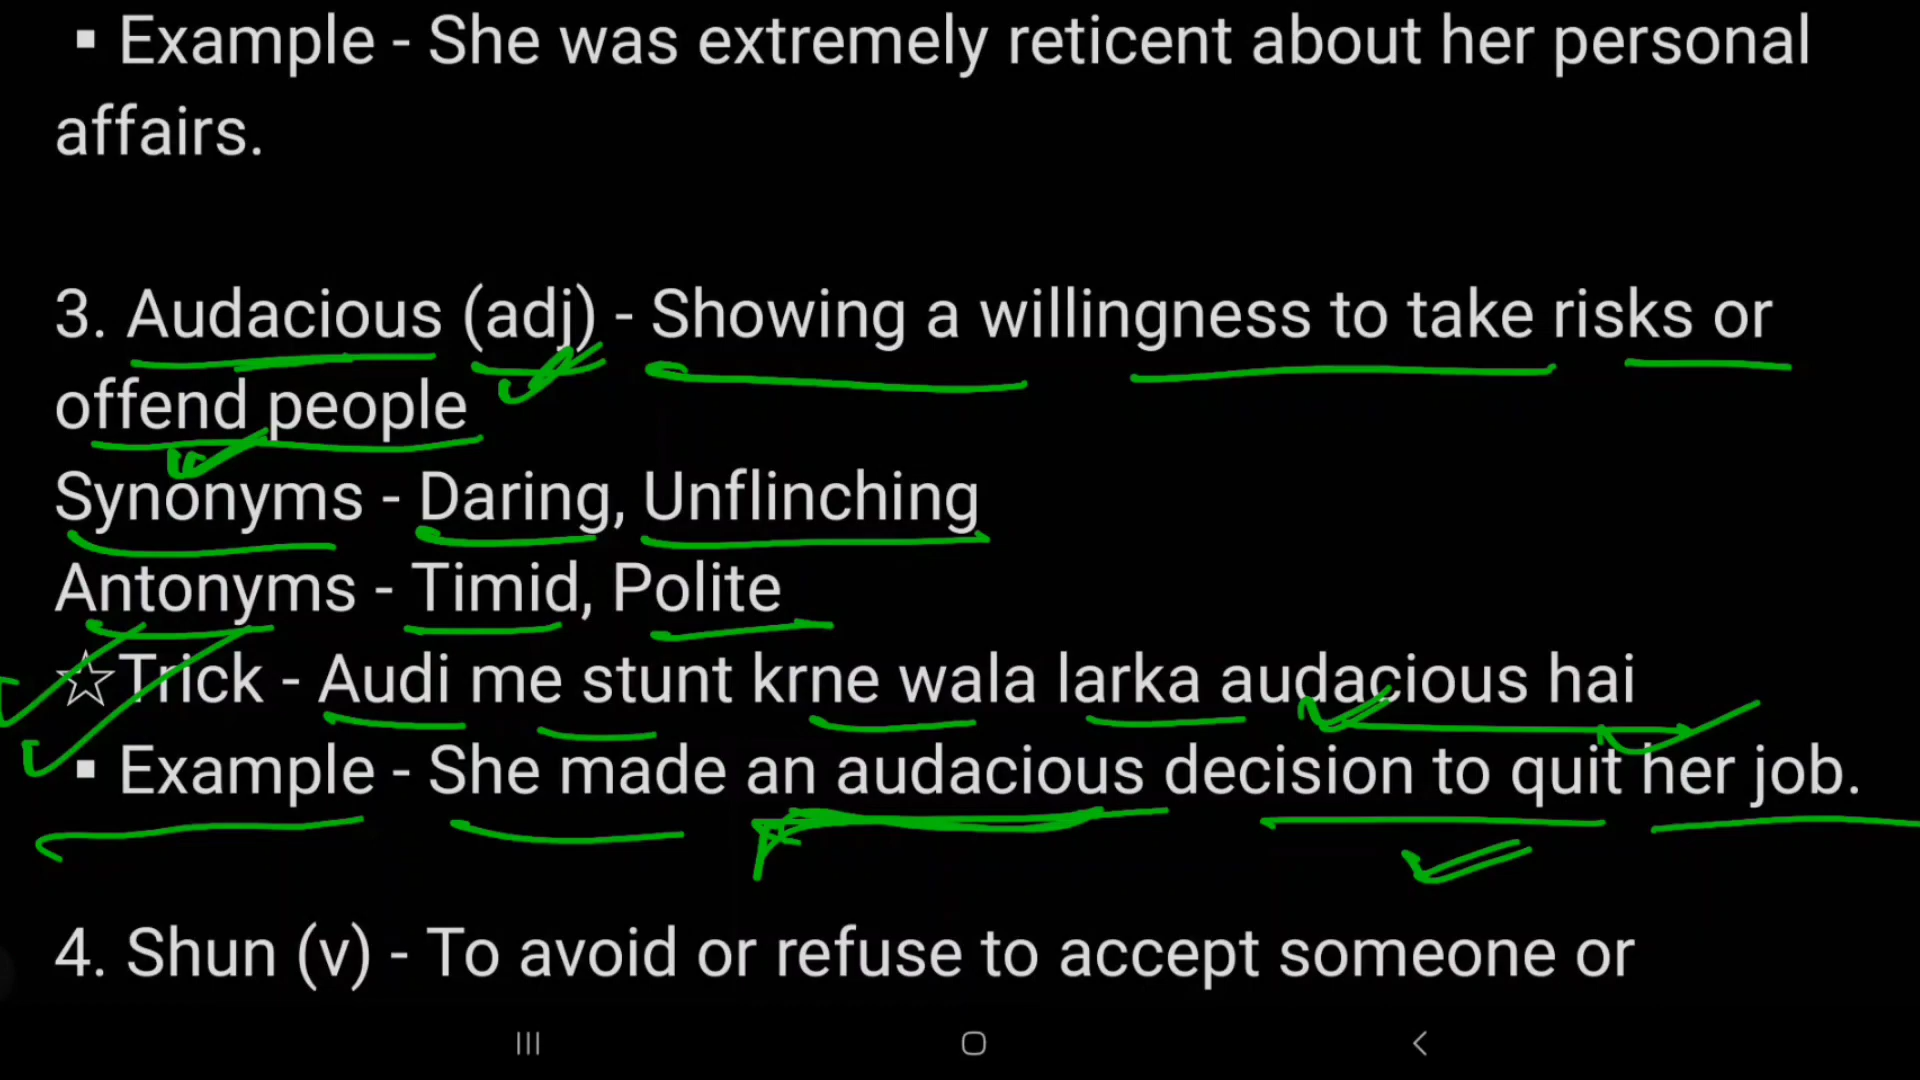 ▪ Example - She was extremely reticent about her personal
affairs.
3. Audacious (adj) - Showing a willingness to take risks or
offend people
Synonyms - Daring, Unflinching
Antonyms - Timid, Polite
☆Trick - Audi me stunt krne wala larka audacious hai
▪ Example - She made an audacious decision to quit her job.
4. Shun (v) - To avoid or refuse to accept someone or